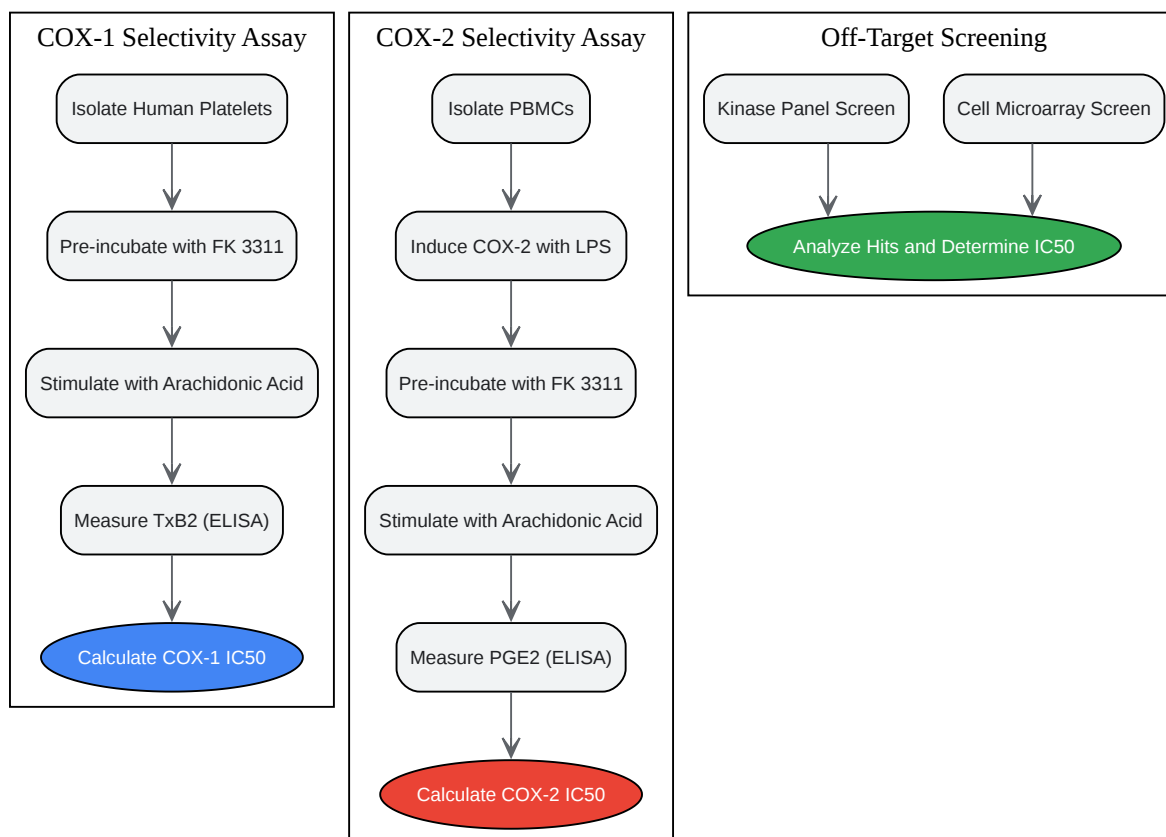 COX-1 Selectivity Assay
Isolate Human Platelets
Pre-incubate with FK 3311
Stimulate with Arachidonic Acid
Measure TxB2 (ELISA)
Calculate COX-1 IC50
COX-2 Selectivity Assay
Isolate PBMCs
Induce COX-2 with LPS
Pre-incubate with FK 3311
Stimulate with Arachidonic Acid
Measure PGE2 (ELISA)
Calculate COX-2 IC50
Off-Target Screening
Kinase Panel Screen
Cell Microarray Screen
Analyze Hits and Determine IC50